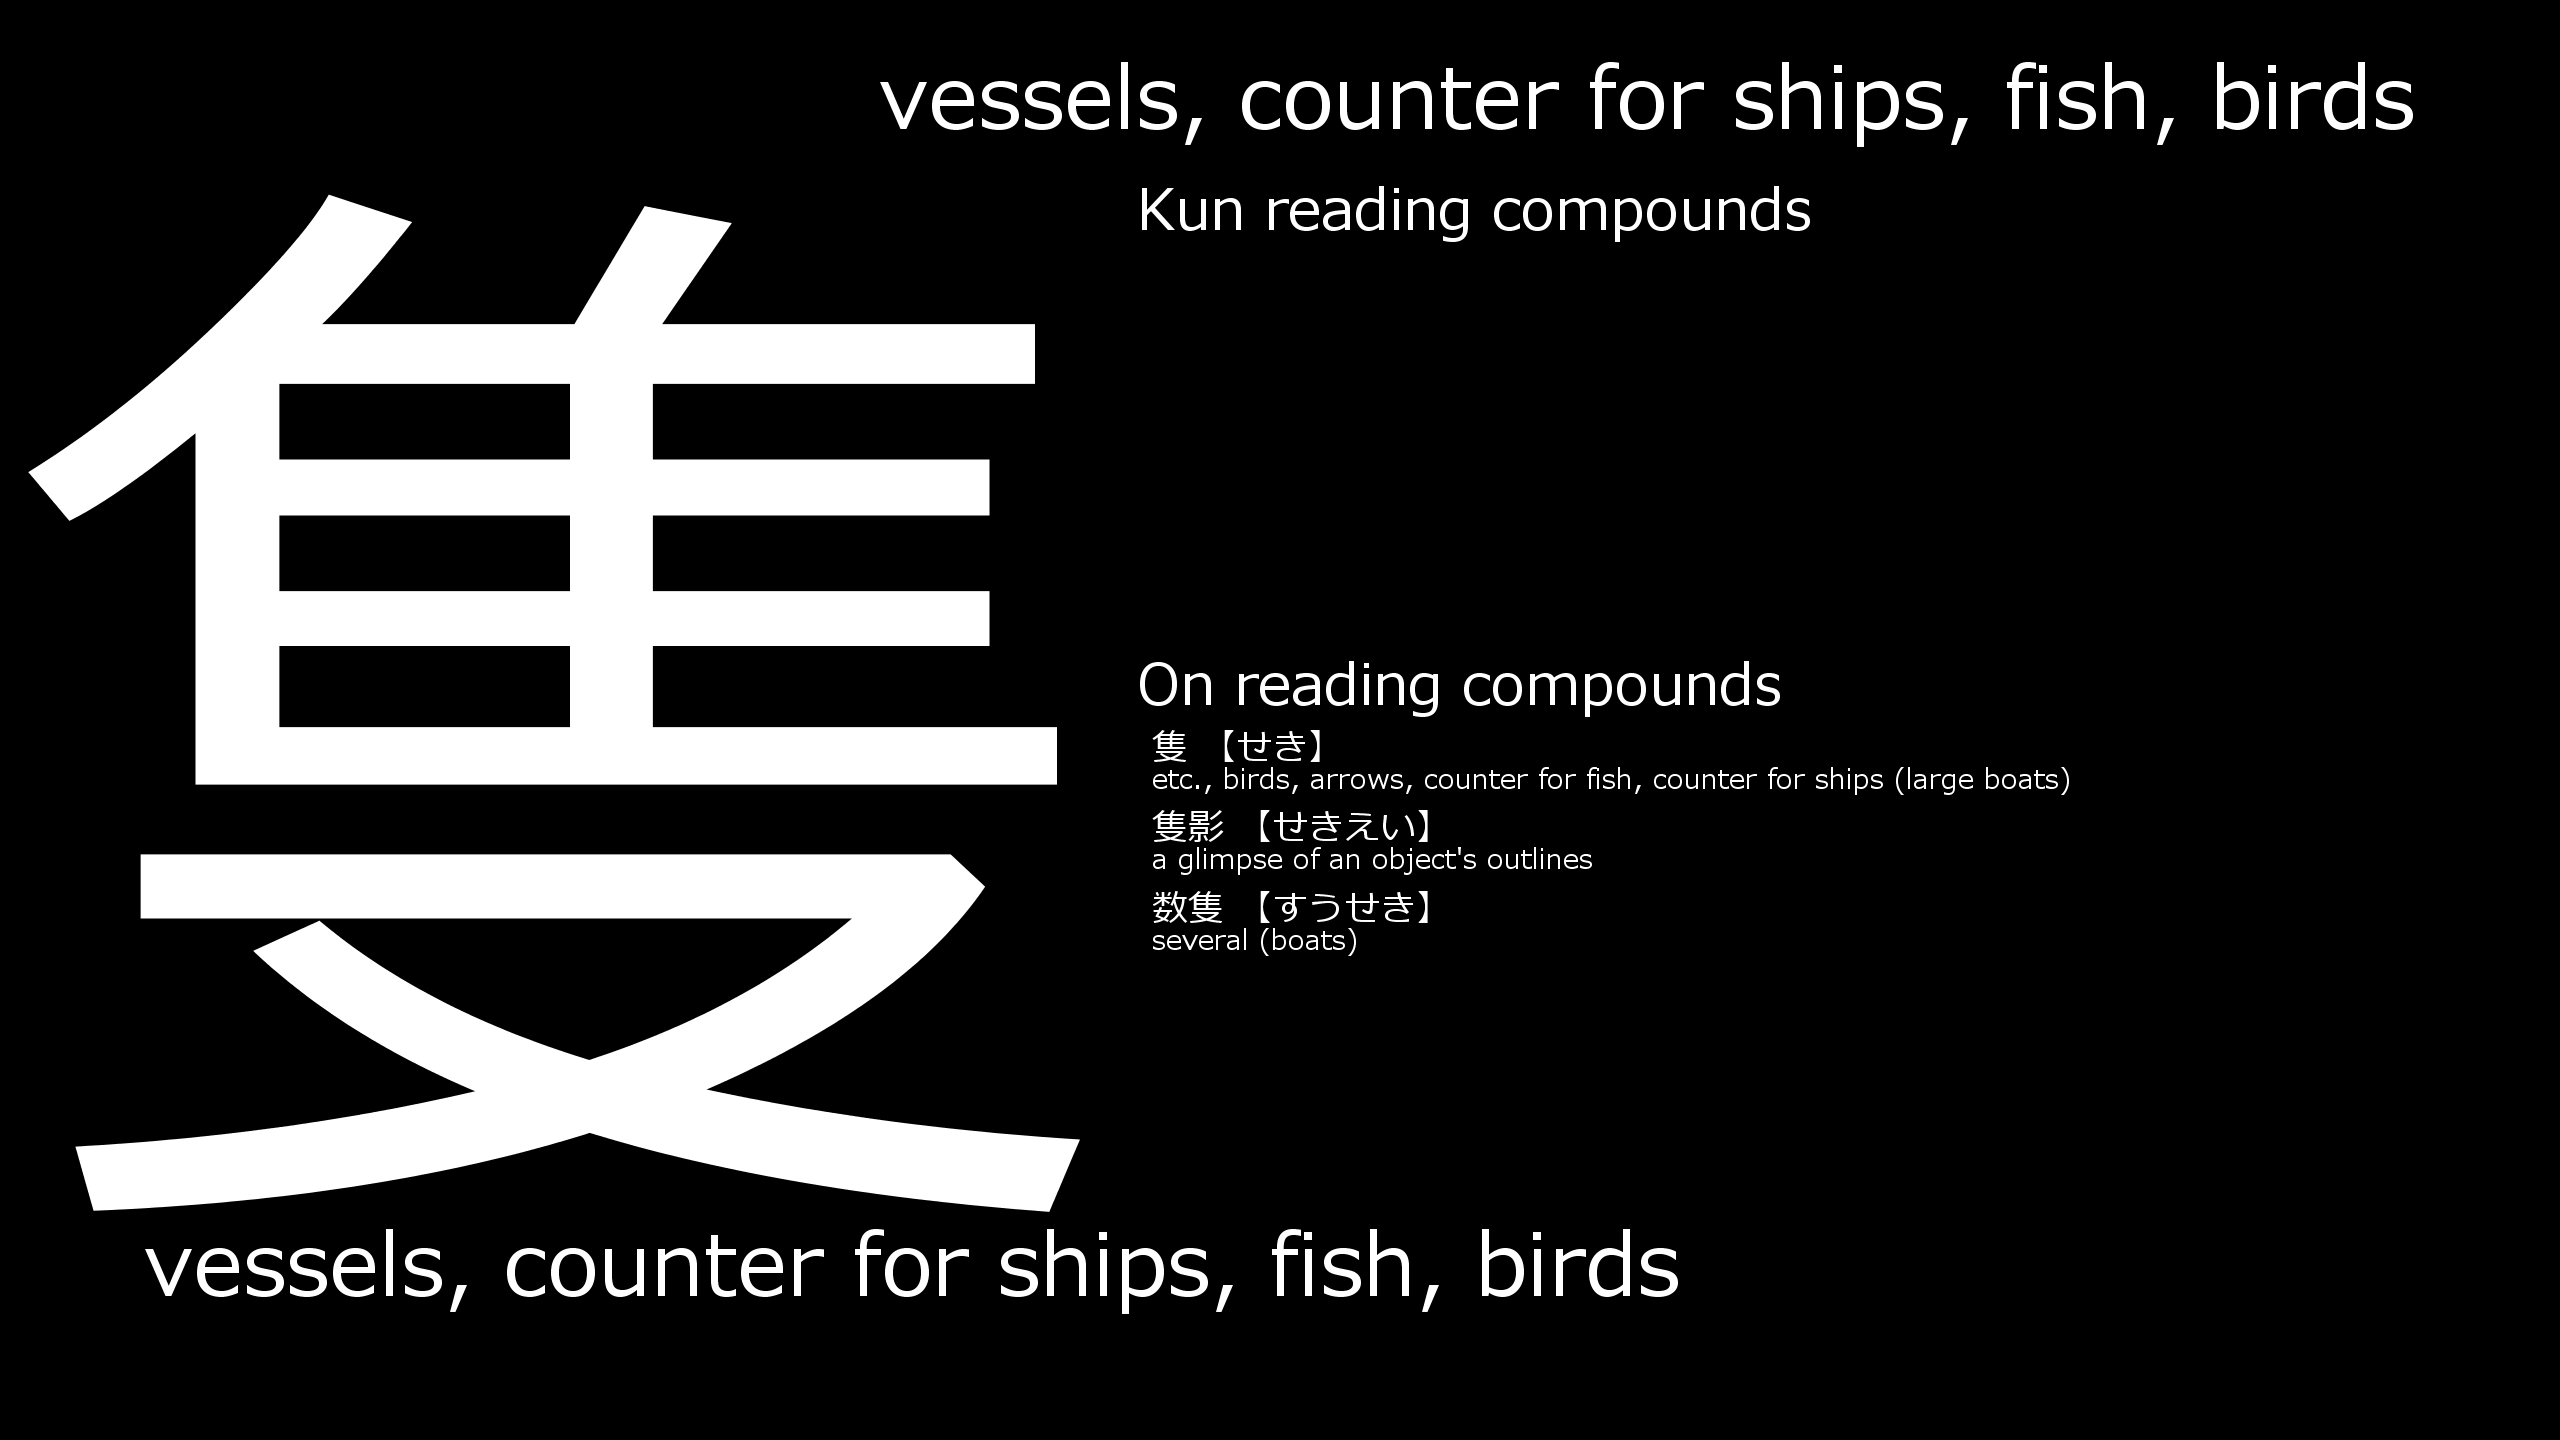 vessels, counter for ships, fish, birds
隻
Kun reading compounds
On reading compounds
隻 【せき】
etc., birds, arrows, counter for fish, counter for ships (large boats)
隻影 【せきえい】
a glimpse of an object's outlines
数隻 【すうせき】
several (boats)
vessels, counter for ships, fish, birds